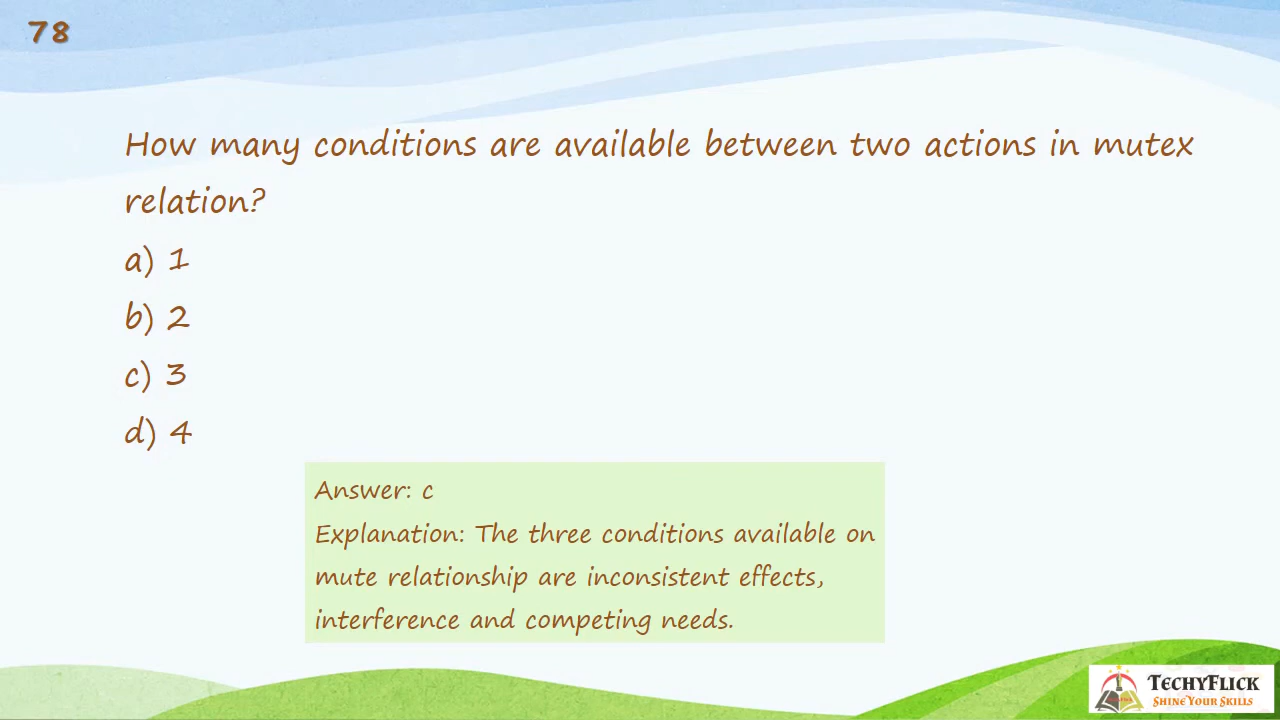 78
How many conditions are available between two actions in mutex
relation?
a) 1
b) 2
c) 3
d) 4
Answer: c
Explanation: The three conditions available on
mute relationship are inconsistent effects,
interference and competing needs.
TECHYFLICK
SHINE YOUR SKILLS